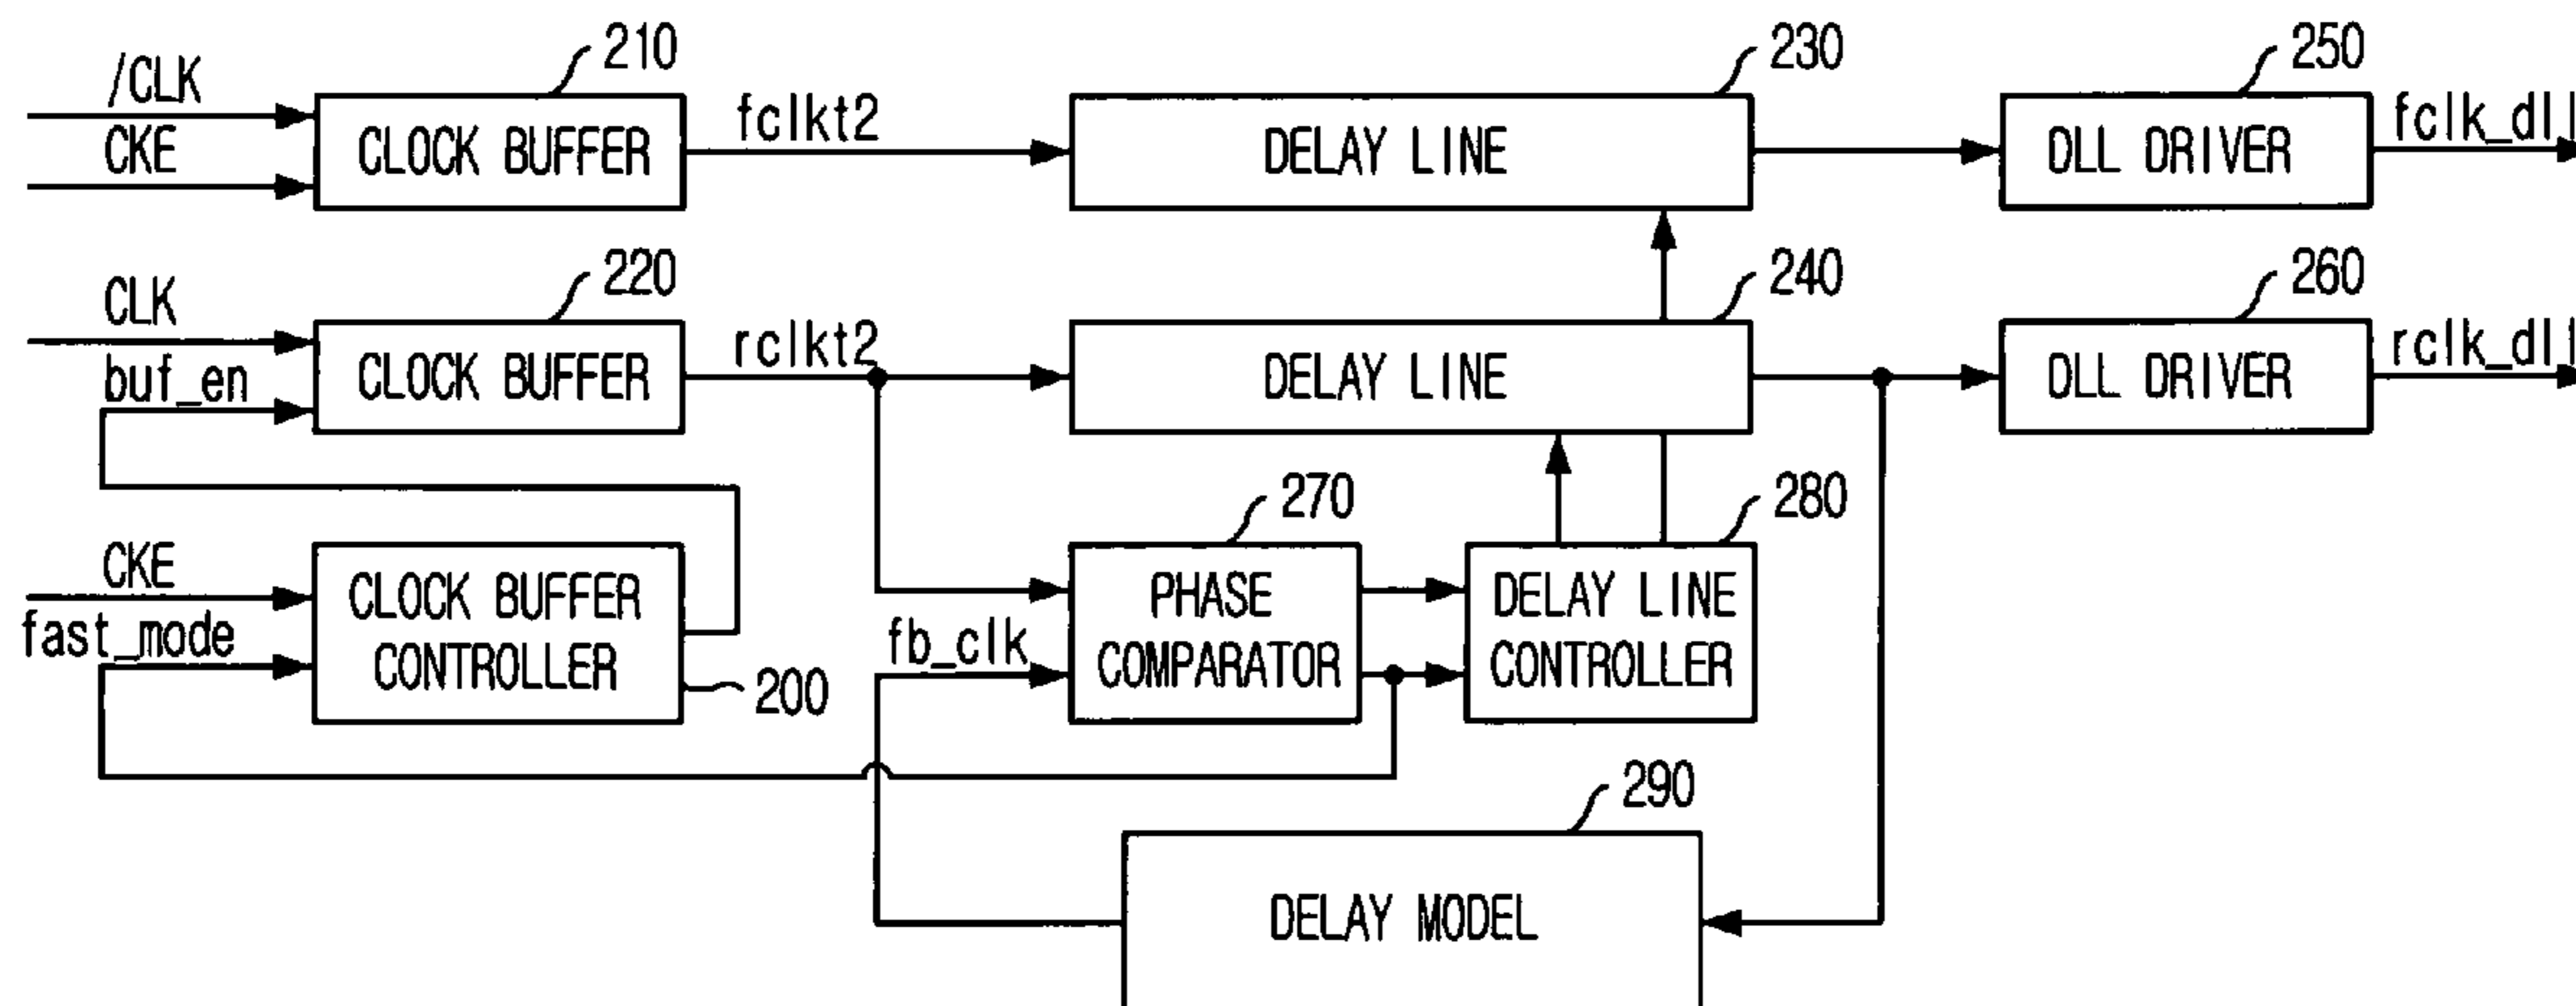 210
230
250
/CLK
CKE
CLOCK BUFFER
fclkt2
DELAY LINE
DLL DRIVER
fclk_dll
220
240
260
CLK
buf_en
CLOCK BUFFER
rclkt2
DELAY LINE
DLL DRIVER
rclk_dll
270
280
CKE
fast_mode
CLOCK BUFFER
CONTROLLER
200
fb_clk
PHASE
COMPARATOR
DELAY LINE
CONTROLLER
290
DELAY MODEL